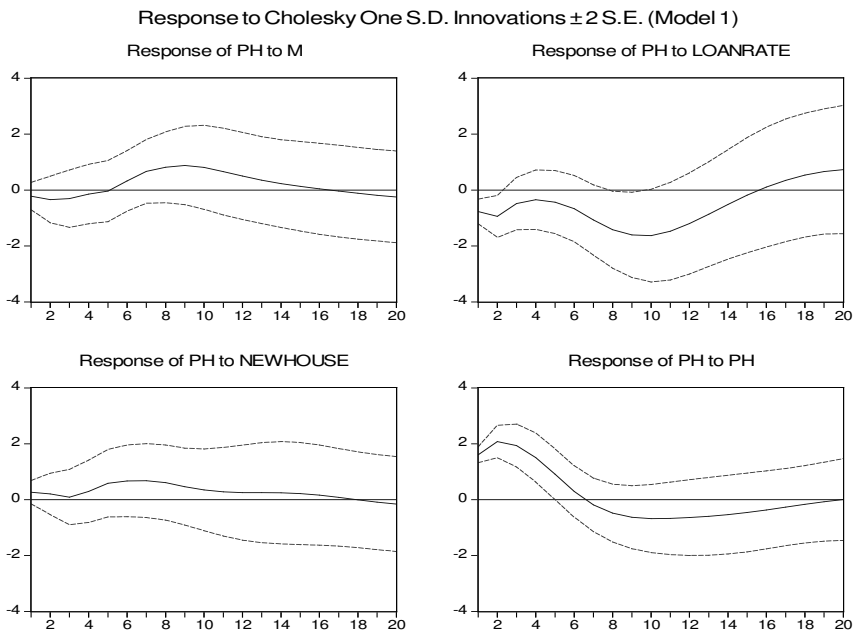 Response to Cholesky One S.D. Innovations ± 2 S.E. (Model 1)
Response of PH to M
4
2
0
-2
-4
2 4 6 8 10 12 14 16 18 20
Response of PH to LOANRATE
4
2
0
-2
-4
2 4 6 8 10 12 14 16 18 20
Response of PH to NEWHOUSE
4
2
0
-2
-4
2 4 6 8 10 12 14 16 18 20
Response of PH to PH
4
2
0
-2
-4
2 4 6 8 10 12 14 16 18 20